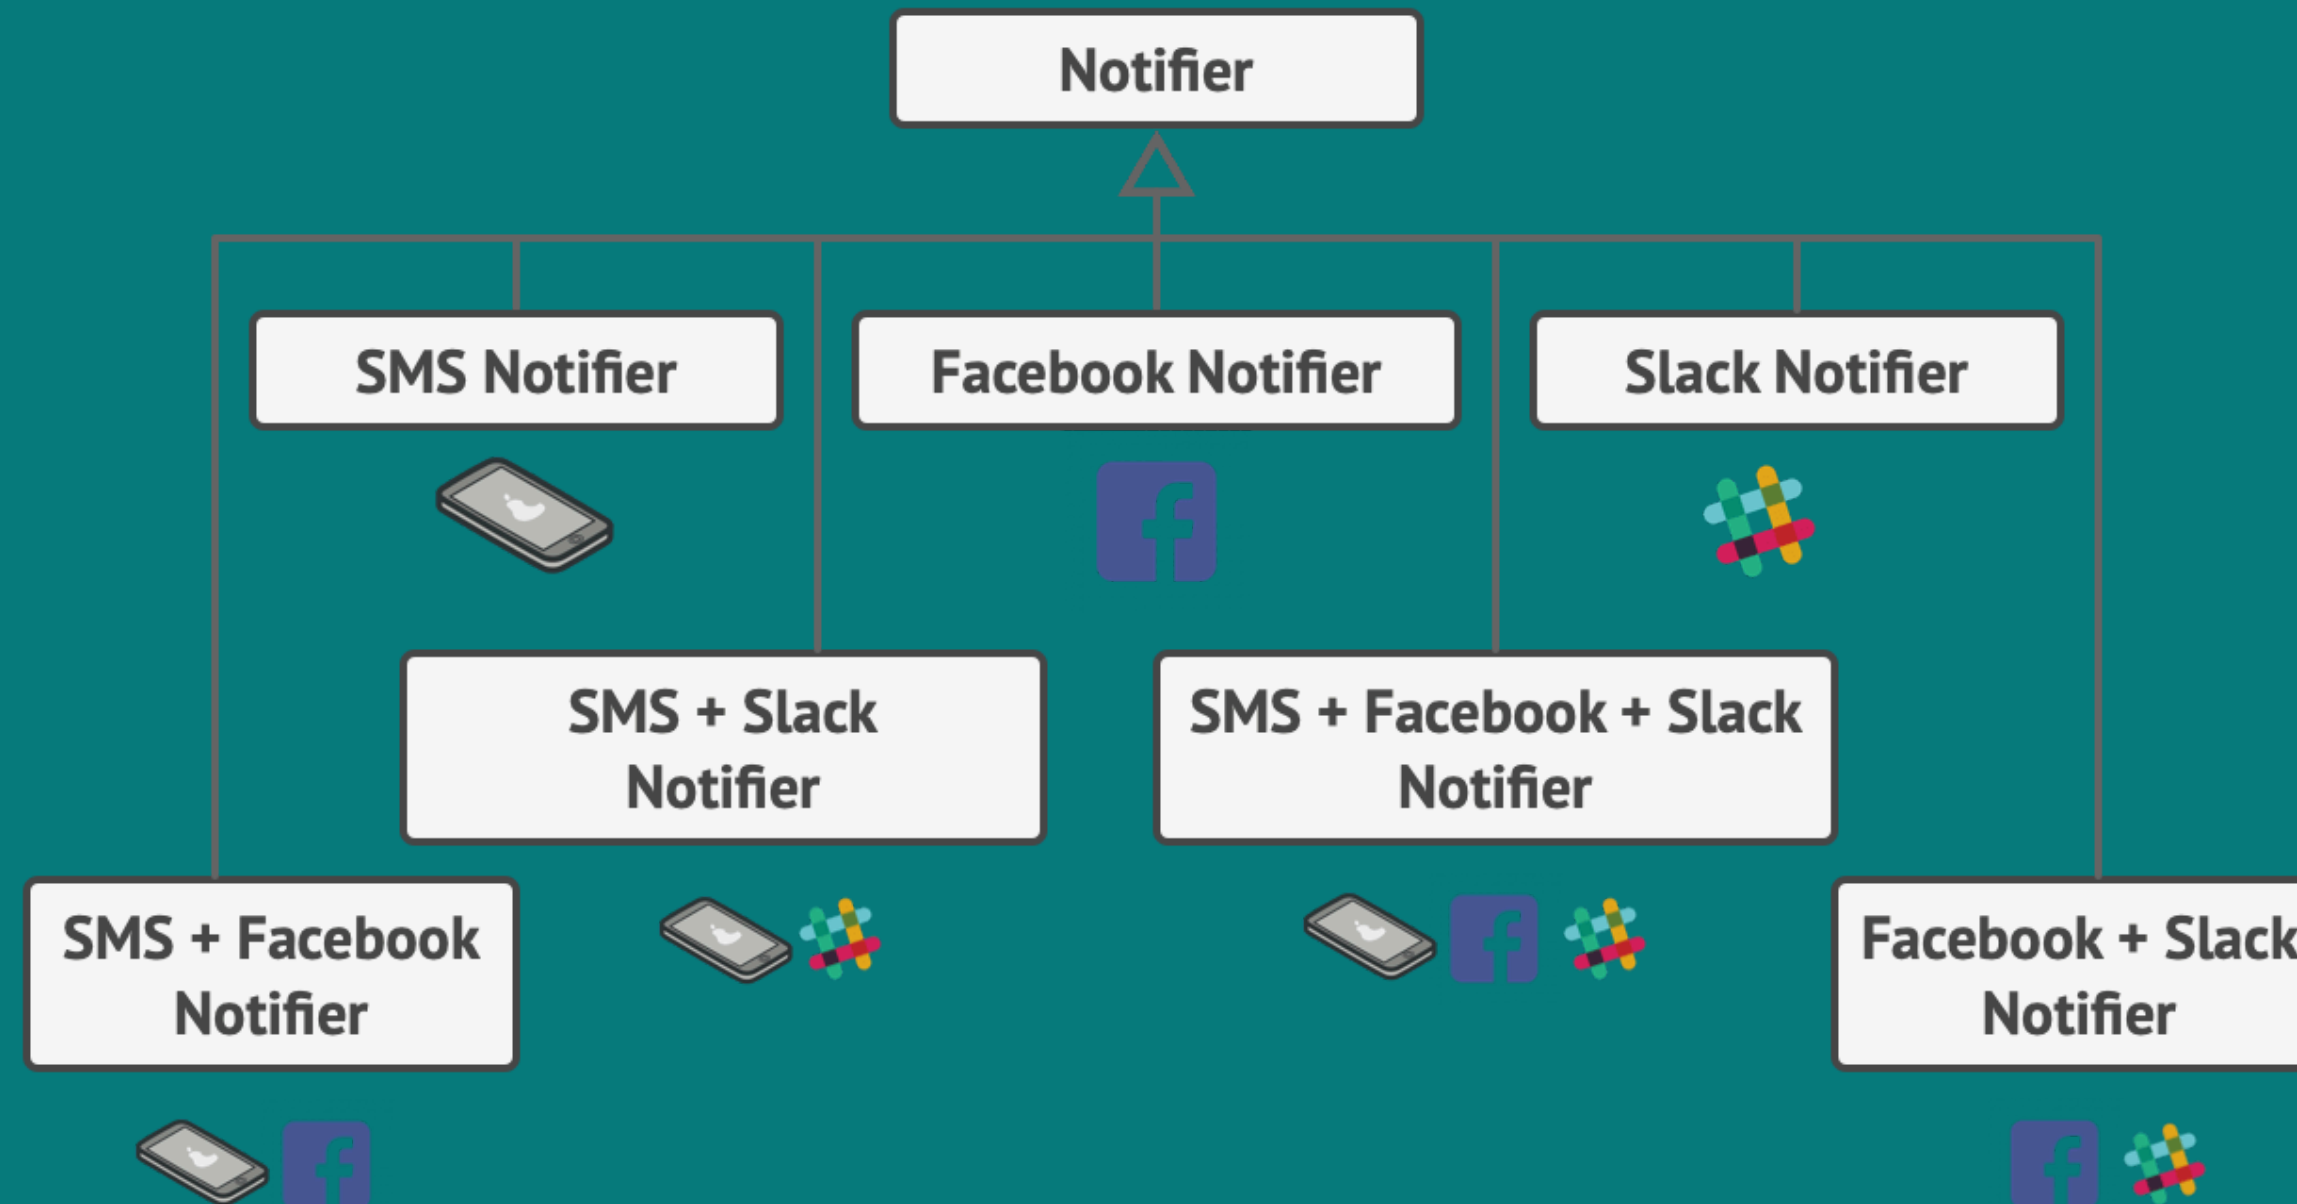 Notifier
SMS Notifier
Facebook Notifier
Slack Notifier
SMS + Slack
Notifier
SMS + Facebook + Slack
Notifier
SMS + Facebook
Notifier
Facebook + Slack
Notifier